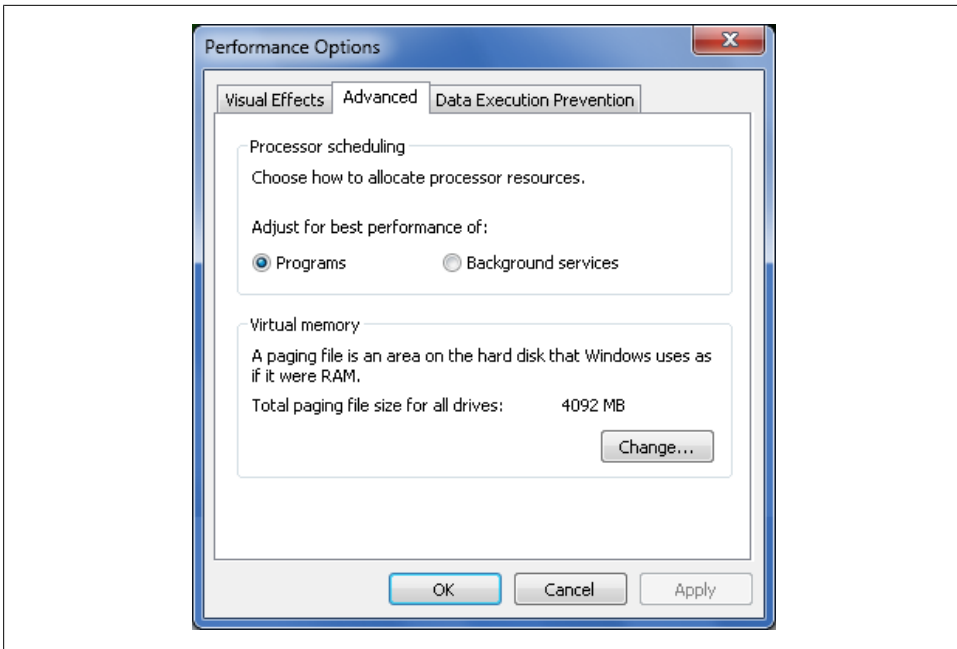 Performance Options
Visual Effects
Advanced
Data Execution Prevention
Processor scheduling
Choose how to allocate processor resources.
Adjust for best performance of:
Programs
Background services
Virtual memory
A paging file is an area on the hard disk that Windows uses as
if it were RAM.
Total paging file size for all drives: 4092 MB
Change...
OK
Cancel
Apply